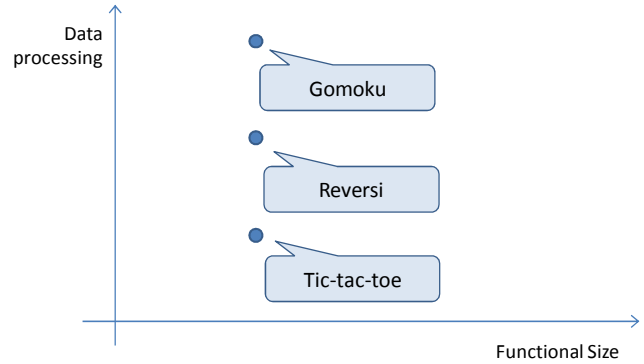 Data
processing
Gomoku
Reversi
Tic-tac-toe
Functional Size